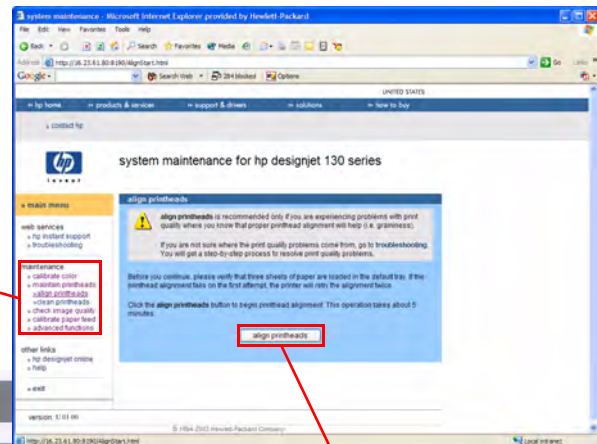 system maintenance - Microsoft Internet Explorer provided by Hewlett-Packard
File Edit View Favorites Tools Help
Back Search Favorites Media
Address http://16.23.61.80:8190/AlignStart.html Go Links
Google Search Web 284 blocked Options
UNITED STATES
» hp home » products & services » support & drivers » solutions » how to buy
» contact hp
hp
invent
system maintenance for hp designjet 130 series
» main menu
web services
» hp instant support
» troubleshooting
maintenance
» calibrate color
» maintain printheads
» align printheads
» clean printheads
» check image quality
» calibrate paper feed
» advanced functions
other links
» hp designjet online
» help
» exit
align printheads
align printheads is recommended only if you are experiencing problems with print
quality where you know that proper printhead alignment will help (i.e. graininess).
If you are not sure where the print quality problems come from, go to troubleshooting.
You will get a step-by-step process to resolve print quality problems.
Before you continue, please verify that three sheets of paper are loaded in the default tray. If the
printhead alignment fails on the first attempt, the printer will retry the alignment twice.
Click the align printheads button to begin printhead alignment. This operation takes about 5
minutes.
align printheads
version:
© 1994-2003 Hewlett-Packard Company
http://16.23.61.80:8190/AlignStart.html
Local intranet